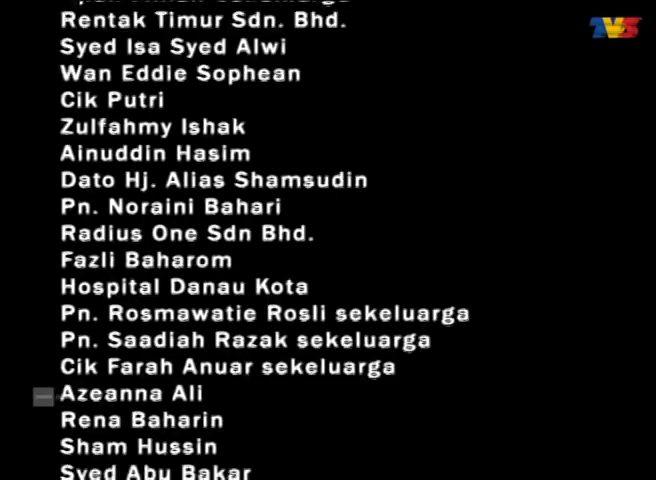 Rentak Timur Sdn. Bhd.
TV3
Syed Isa Syed Alwi
Wan Eddie Sophean
Cik Putri
Zulfahmy Ishak
Ainuddin Hasim
Dato Hj. Alias Shamsudin
Pn. Noraini Bahari
Radius One Sdn Bhd.
Fazli Baharom
Hospital Danau Kota
Pn. Rosmawatie Rosli sekeluarga
Pn. Saadiah Razak sekeluarga
Cik Farah Anuar sekeluarga
Azeanna Ali
Rena Baharin
Sham Hussin
Syed Abu Bakar